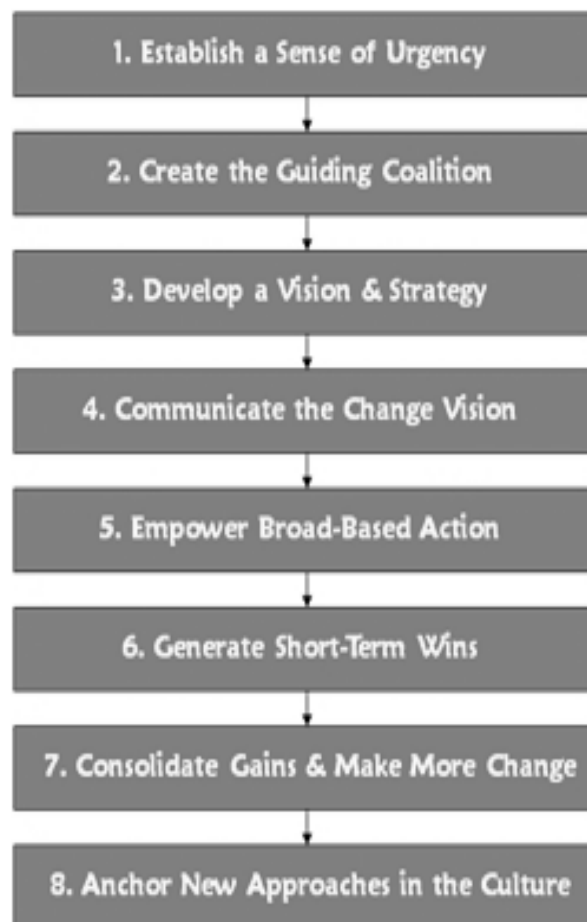 1. Establish a Sense of Urgency
2. Create the Guiding Coalition
3. Develop a Vision & Strategy
4. Communicate the Change Vision
5. Empower Broad-Based Action
6. Generate Short-Term Wins
7. Consolidate Gains & Make More Change
8. Anchor New Approaches in the Culture